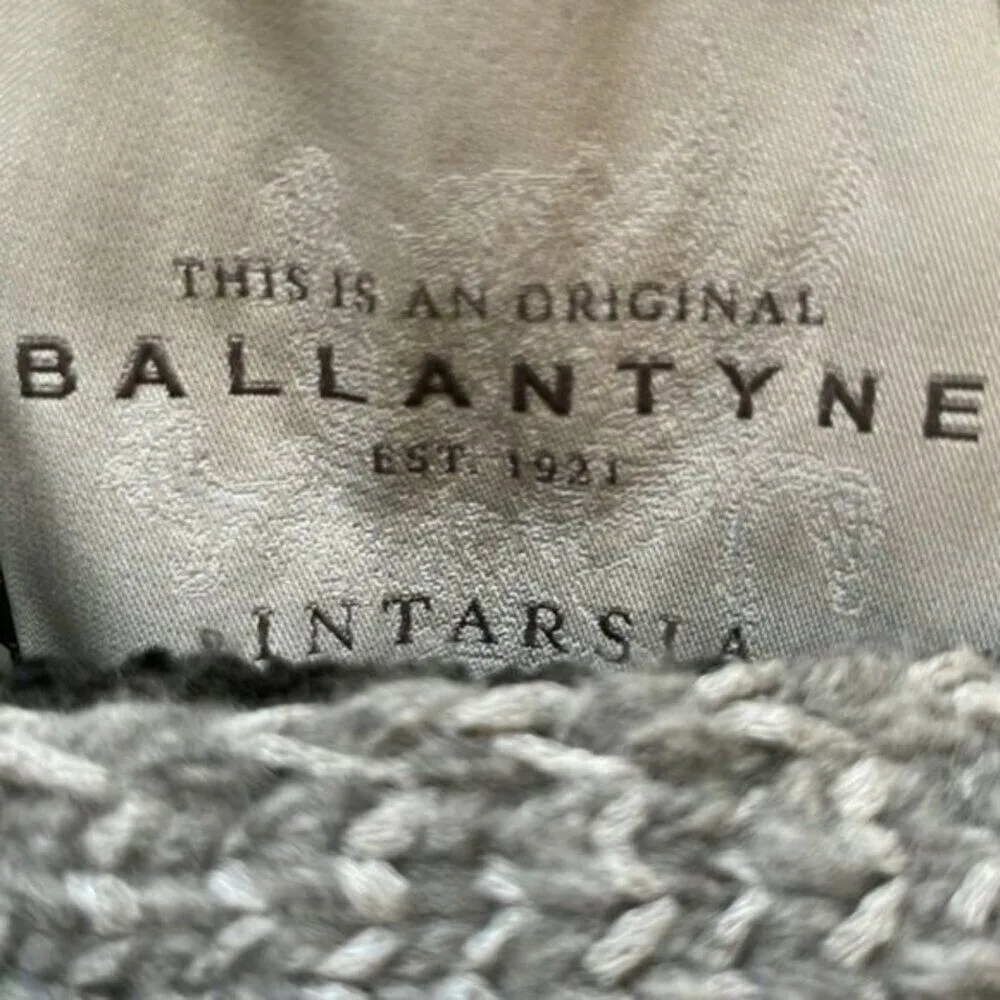 THIS IS AN ORIGINAL
BALLANTYNE
EST. 1921
INTARSIA